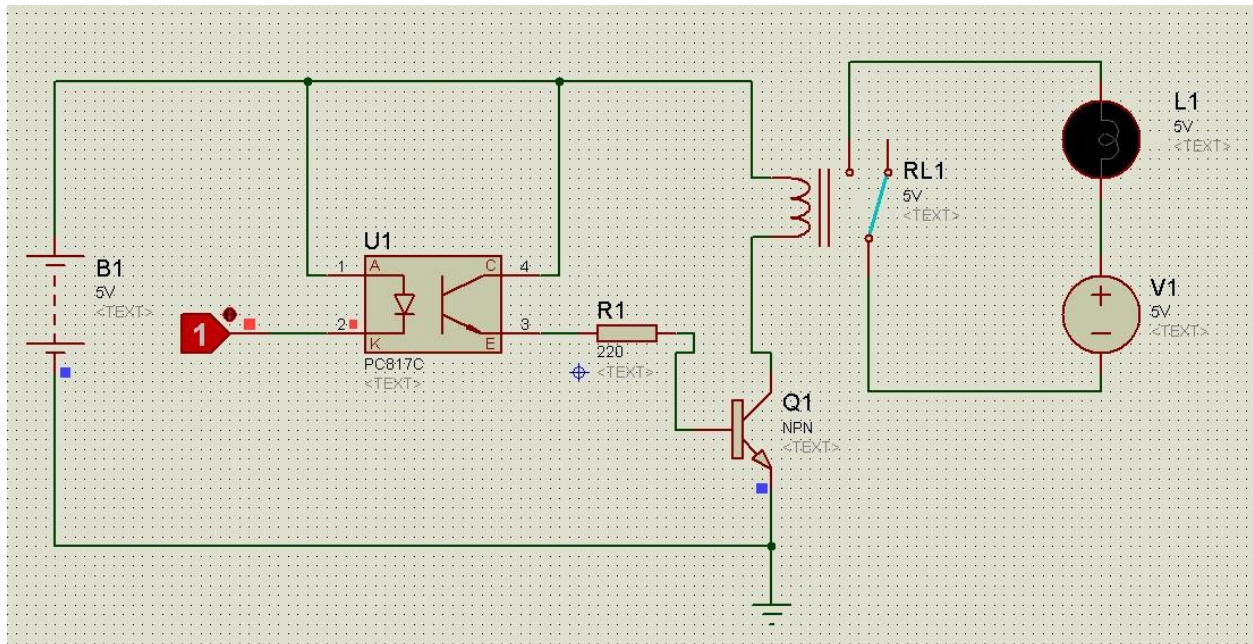 L1
5V
<TEXT>
RL1
5V
<TEXT>
U1
B1
5V
<TEXT>
1
A
C
4
V1
5V
<TEXT>
1
2
K
E
3
R1
220
<TEXT>
PC817C
<TEXT>
Q1
NPN
<TEXT>